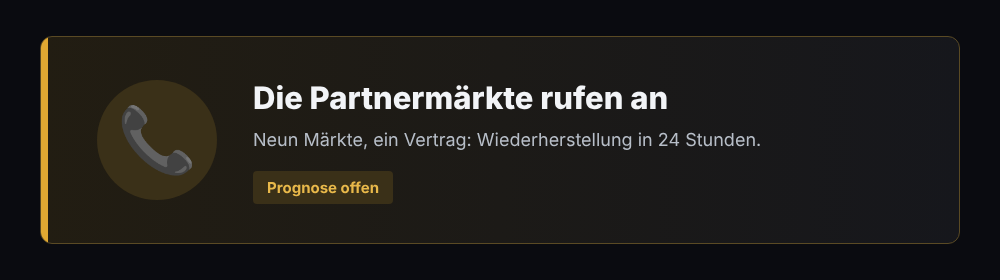 Die Partnermärkte rufen an
Neun Märkte, ein Vertrag: Wiederherstellung in 24 Stunden.
Prognose offen